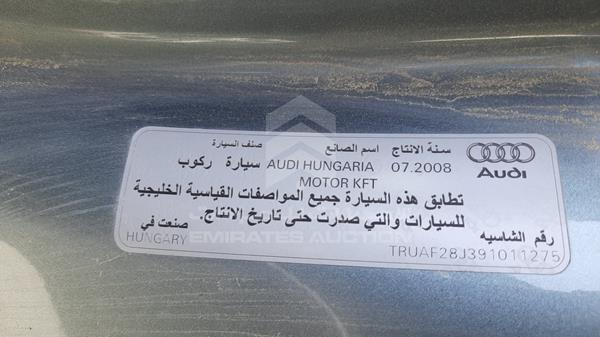 سنة الانتاج اسم الصانع صنف السيارة
07.2008 AUDI HUNGARIA سيارة ركوب
MOTOR KFT
Audi
تطابق هذه السيارة جميع المواصفات القياسية الخليجية
للسيارات والتي صدرت حتى تاريخ الانتاج.
رقم الشاسيه صنعت في
TRUAF28J391011275 HUNGARY
EMIRATES AUCTION